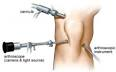 cannula
arthroscope
(camera & light source)
arthroscopic
instrument